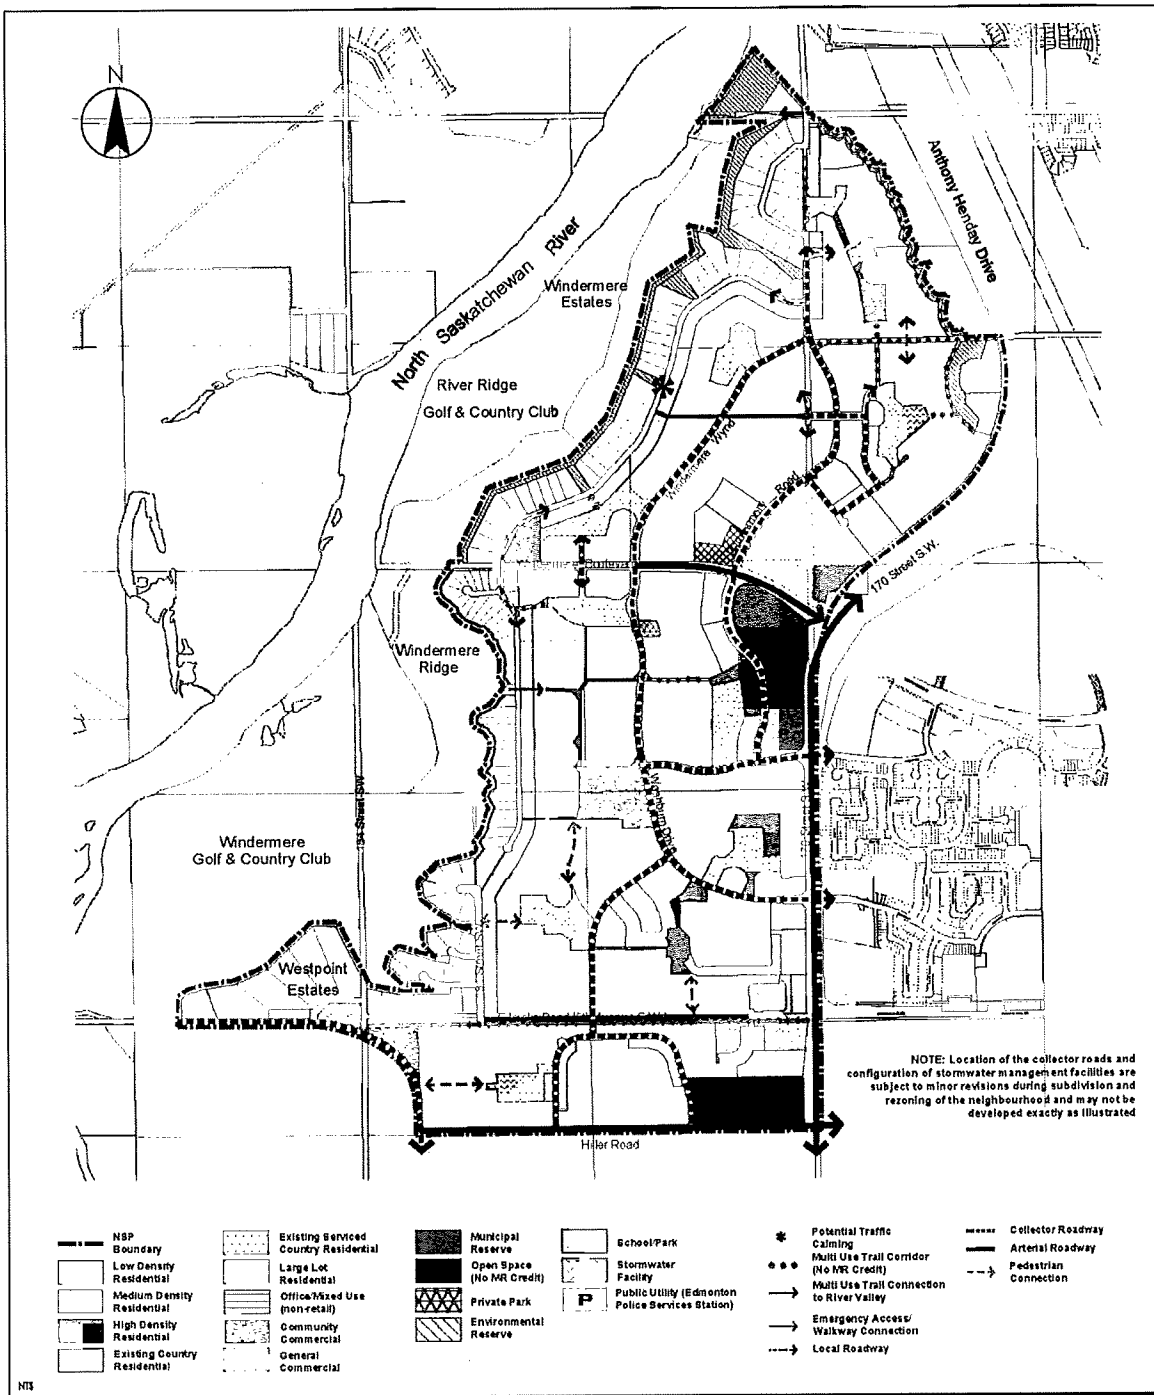 N
Anthony Henday Drive
North Saskatchewan River
Windermere
Estates
River Ridge
Golf & Country Club
Windermere Wynd
Road
170 Street S.W.
Windermere
Ridge
154 Street SW
Windermere
Golf & Country Club
Westpoint
Estates
Hiller Road
NOTE: Location of the collector roads and
configuration of stormwater management facilities are
subject to minor revisions during subdivision and
rezoning of the neighbourhood and may not be
developed exactly as illustrated
NSP
Boundary
Low Density
Residential
Medium Density
Residential
High Density
Residential
Existing Country
Residential
Existing Serviced
Country Residential
Large Lot
Residential
Office/Mixed Use
(non-retail)
Community
Commercial
General
Commercial
Municipal
Reserve
Open Space
(No MR Credit)
Private Park
Environmental
Reserve
School/Park
Stormwater
Facility
P
Public Utility (Edmonton
Police Services Station)
Potential Traffic
Calming
Multi Use Trail Corridor
(No MR Credit)
Multi Use Trail Connection
to River Valley
Emergency Access/
Walkway Connection
Local Roadway
Collector Roadway
Arterial Roadway
Pedestrian
Connection
NTS